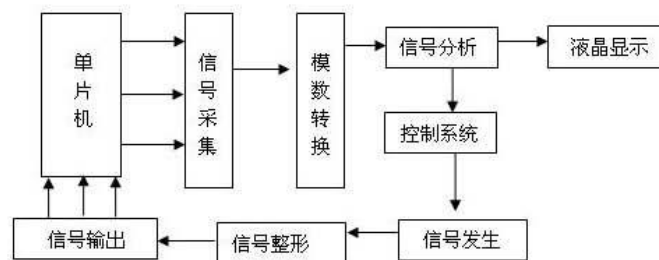 单片机
信号采集
模数转换
信号分析
液晶显示
控制系统
信号输出
信号整形
信号发生